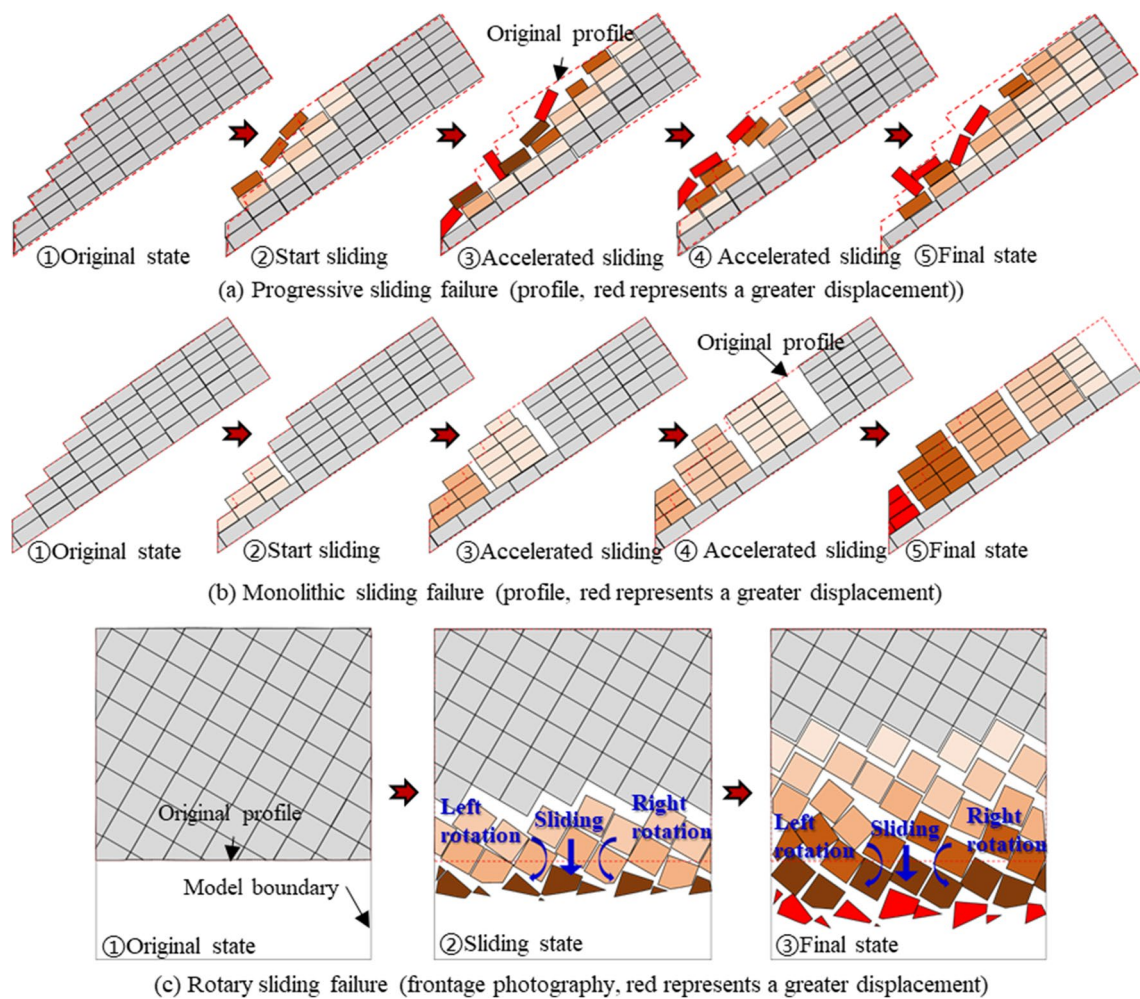 Original profile
①Original state
②Start sliding
③Accelerated sliding
④ Accelerated sliding
⑤Final state
(a) Progressive sliding failure (profile, red represents a greater displacement))
Original profile
①Original state
②Start sliding
③Accelerated sliding
④ Accelerated sliding
⑤Final state
(b) Monolithic sliding failure (profile, red represents a greater displacement)
Original profile
Model boundary
①Original state
Left
rotation
Sliding
Right
rotation
②Sliding state
Left
rotation
Sliding
Right
rotation
③Final state
(c) Rotary sliding failure (frontage photography, red represents a greater displacement)